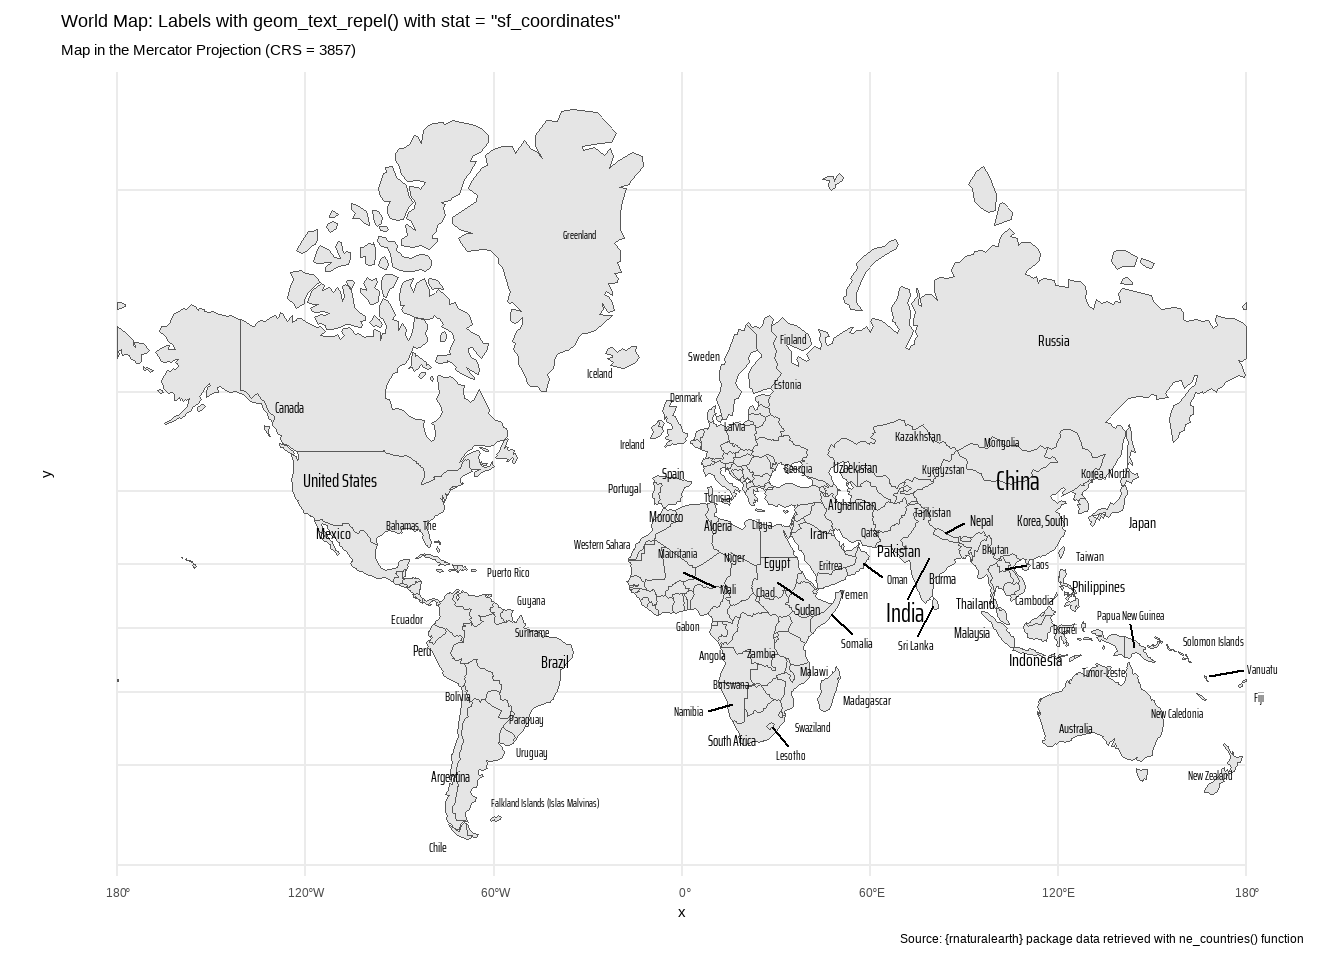 World Map: Labels with geom_text_repel() with stat = "sf_coordinates"
Map in the Mercator Projection (CRS = 3857)
Greenland
Russia
Finland
Sweden
Iceland
Estonia
Denmark
Canada
Latvia
Kazakhstan
Mongolia
Ireland
Georgia
Uzbekistan
Kyrgyzstan
Spain
Korea, North
United States
China
Portugal
Tunisia
Afghanistan
Tajikistan
Morocco
Algeria
Libya
Nepal
Korea, South
Japan
Bahamas, The
Mexico
Iran
Qatar
Western Sahara
Mauritania
Niger
Egypt
Pakistan
Bhutan
Taiwan
Eritrea
Laos
Puerto Rico
Oman
Burma
Mali
Chad
Yemen
Philippines
Guyana
Sudan
India
Thailand
Cambodia
Ecuador
Gabon
Papua New Guinea
Suriname
Malaysia
Brunei
Somalia
Sri Lanka
Solomon Islands
Peru
Brazil
Angola
Zambia
Indonesia
Malawi
Timor-Leste
Vanuatu
Botswana
Bolivia
Madagascar
Fiji
Namibia
New Caledonia
Paraguay
Swaziland
Australia
South Africa
Uruguay
Lesotho
Argentina
New Zealand
Falkland Islands (Islas Malvinas)
Chile
180° 120°W 60°W 0° 60°E 120°E 180°
x
y
Source: {rnaturalearth} package data retrieved with ne_countries() function